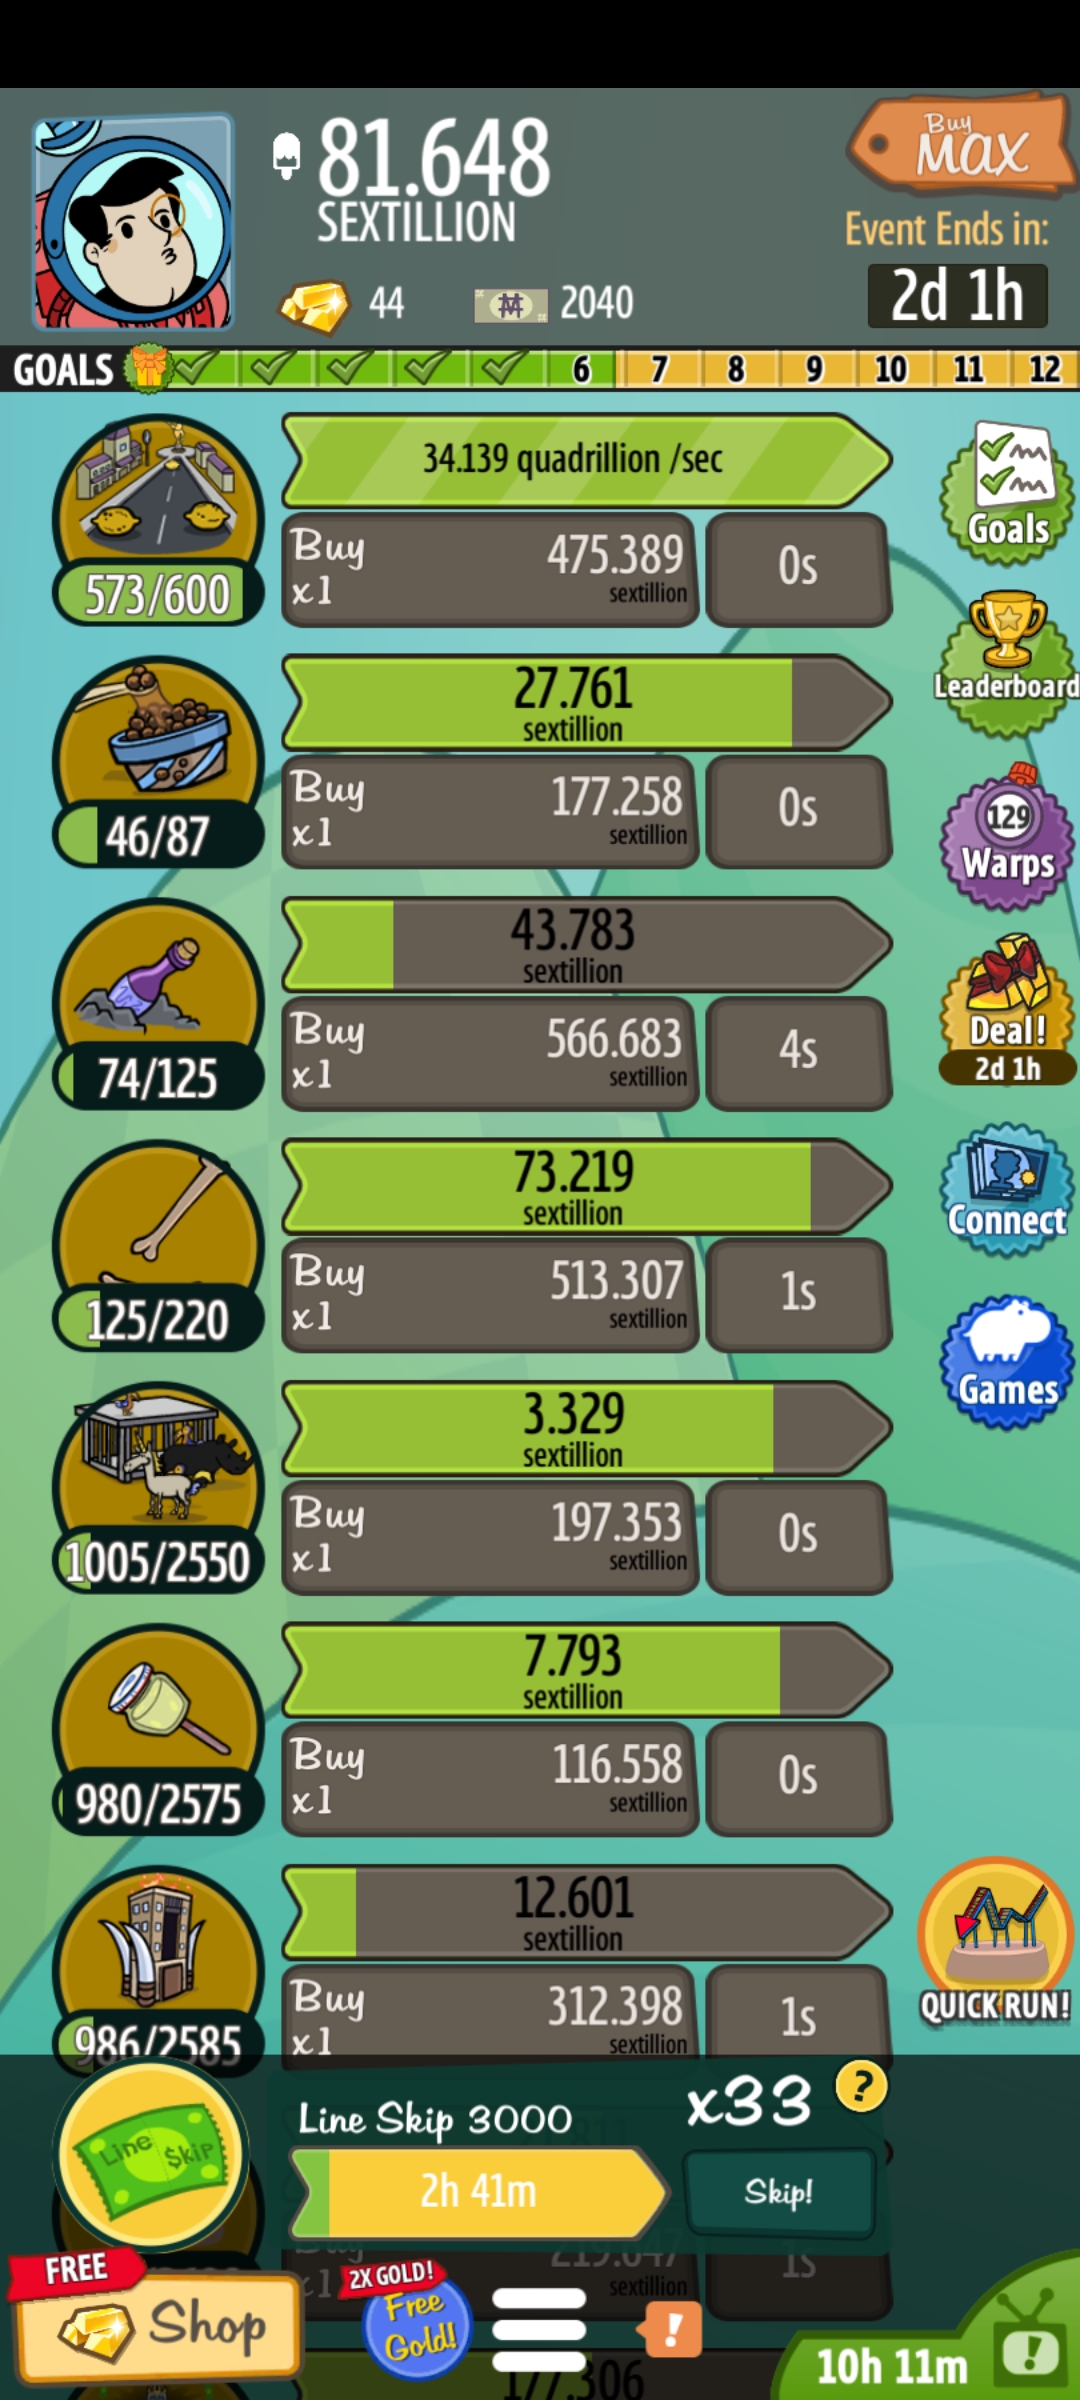 81.648
SEXTILLION
Buy
MAX
Event Ends in:
2d 1h
44
2040
GOALS 6 7 8 9 10 11 12
34.139 quadrillion /sec
573/600
Buy
x1
475.389
sextillion
0s
Goals
27.761
sextillion
46/87
Buy
x1
177.258
sextillion
0s
Leaderboard
129
Warps
43.783
sextillion
74/125
Buy
x1
566.683
sextillion
4s
Deal!
2d 1h
73.219
sextillion
125/220
Buy
x1
513.307
sextillion
1s
Connect
3.329
sextillion
1005/2550
Buy
x1
197.353
sextillion
0s
Games
7.793
sextillion
980/2575
Buy
x1
116.558
sextillion
0s
12.601
sextillion
986/2585
Buy
x1
312.398
sextillion
1s
QUICK RUN!
Line Skip
Line Skip 3000
x33
?
2h 41m
Skip!
Buy
x1
sextillion
1s
FREE
Shop
2X GOLD!
Free
Gold!
!
177.306
10h 11m
!